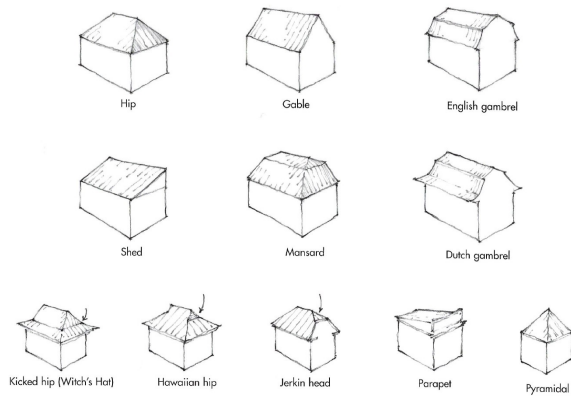 Hip
Gable
English gambrel
Shed
Mansard
Dutch gambrel
Kicked hip (Witch's Hat)
Hawaiian hip
Jerkin head
Parapet
Pyramidal